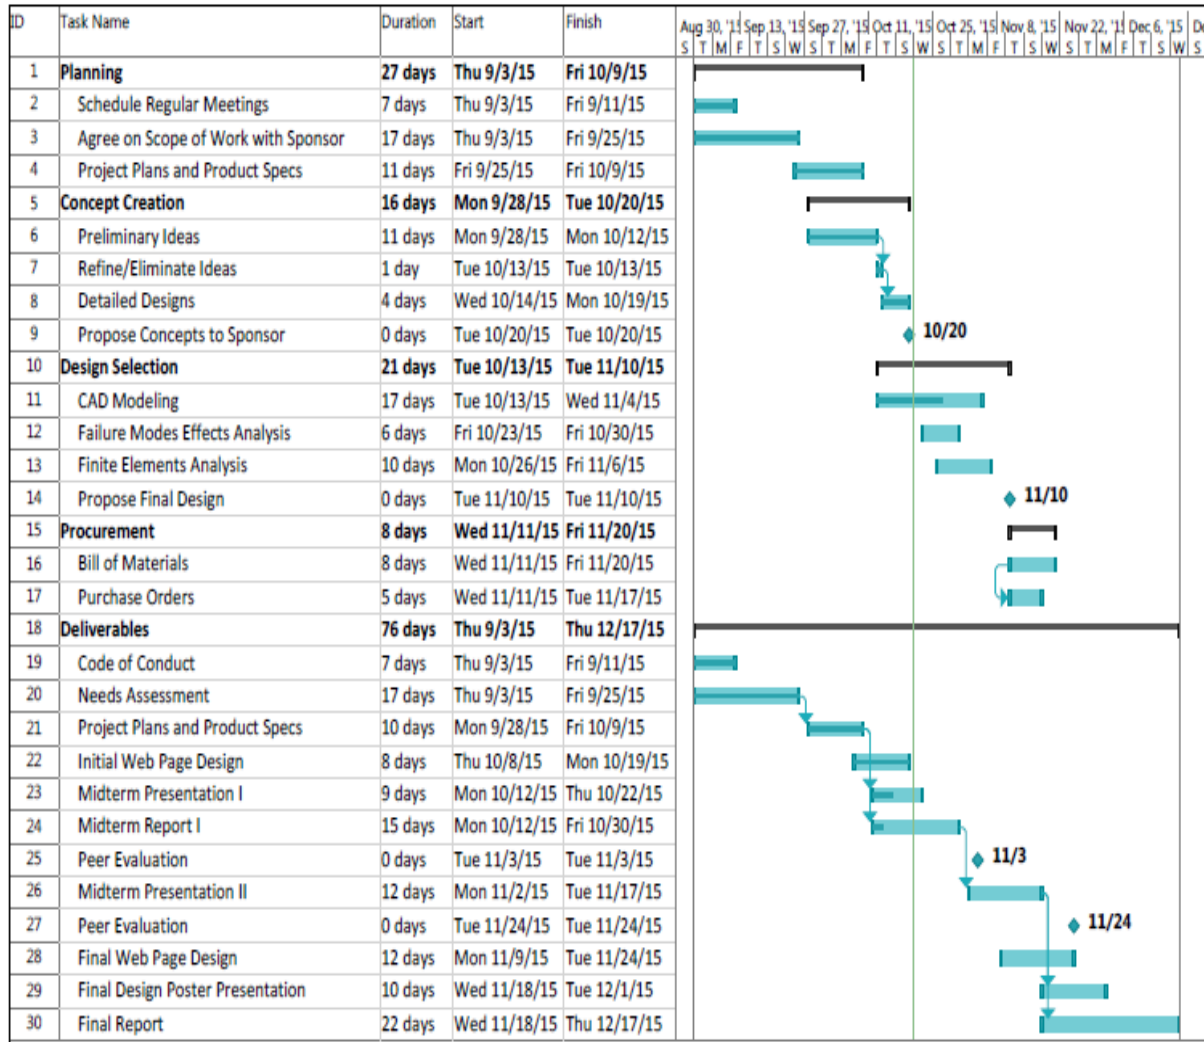 ID Task Name Duration Start Finish Aug 30, '15 Sep 13, '15 Sep 27, '15 Oct 11, '15 Oct 25, '15 Nov 8, '15 Nov 22, '15 Dec 6, '15
S T M F T S W S T M F T S W S T M F T S W S T M F T S W S
1 Planning 27 days Thu 9/3/15 Fri 10/9/15
2 Schedule Regular Meetings 7 days Thu 9/3/15 Fri 9/11/15
3 Agree on Scope of Work with Sponsor 17 days Thu 9/3/15 Fri 9/25/15
4 Project Plans and Product Specs 11 days Fri 9/25/15 Fri 10/9/15
5 Concept Creation 16 days Mon 9/28/15 Tue 10/20/15
6 Preliminary Ideas 11 days Mon 9/28/15 Mon 10/12/15
7 Refine/Eliminate Ideas 1 day Tue 10/13/15 Tue 10/13/15
8 Detailed Designs 4 days Wed 10/14/15 Mon 10/19/15
9 Propose Concepts to Sponsor 0 days Tue 10/20/15 Tue 10/20/15 10/20
10 Design Selection 21 days Tue 10/13/15 Tue 11/10/15
11 CAD Modeling 17 days Tue 10/13/15 Wed 11/4/15
12 Failure Modes Effects Analysis 6 days Fri 10/23/15 Fri 10/30/15
13 Finite Elements Analysis 10 days Mon 10/26/15 Fri 11/6/15
14 Propose Final Design 0 days Tue 11/10/15 Tue 11/10/15 11/10
15 Procurement 8 days Wed 11/11/15 Fri 11/20/15
16 Bill of Materials 8 days Wed 11/11/15 Fri 11/20/15
17 Purchase Orders 5 days Wed 11/11/15 Tue 11/17/15
18 Deliverables 76 days Thu 9/3/15 Thu 12/17/15
19 Code of Conduct 7 days Thu 9/3/15 Fri 9/11/15
20 Needs Assessment 17 days Thu 9/3/15 Fri 9/25/15
21 Project Plans and Product Specs 10 days Mon 9/28/15 Fri 10/9/15
22 Initial Web Page Design 8 days Thu 10/8/15 Mon 10/19/15
23 Midterm Presentation I 9 days Mon 10/12/15 Thu 10/22/15
24 Midterm Report I 15 days Mon 10/12/15 Fri 10/30/15
25 Peer Evaluation 0 days Tue 11/3/15 Tue 11/3/15 11/3
26 Midterm Presentation II 12 days Mon 11/2/15 Tue 11/17/15
27 Peer Evaluation 0 days Tue 11/24/15 Tue 11/24/15 11/24
28 Final Web Page Design 12 days Mon 11/9/15 Tue 11/24/15
29 Final Design Poster Presentation 10 days Wed 11/18/15 Tue 12/1/15
30 Final Report 22 days Wed 11/18/15 Thu 12/17/15